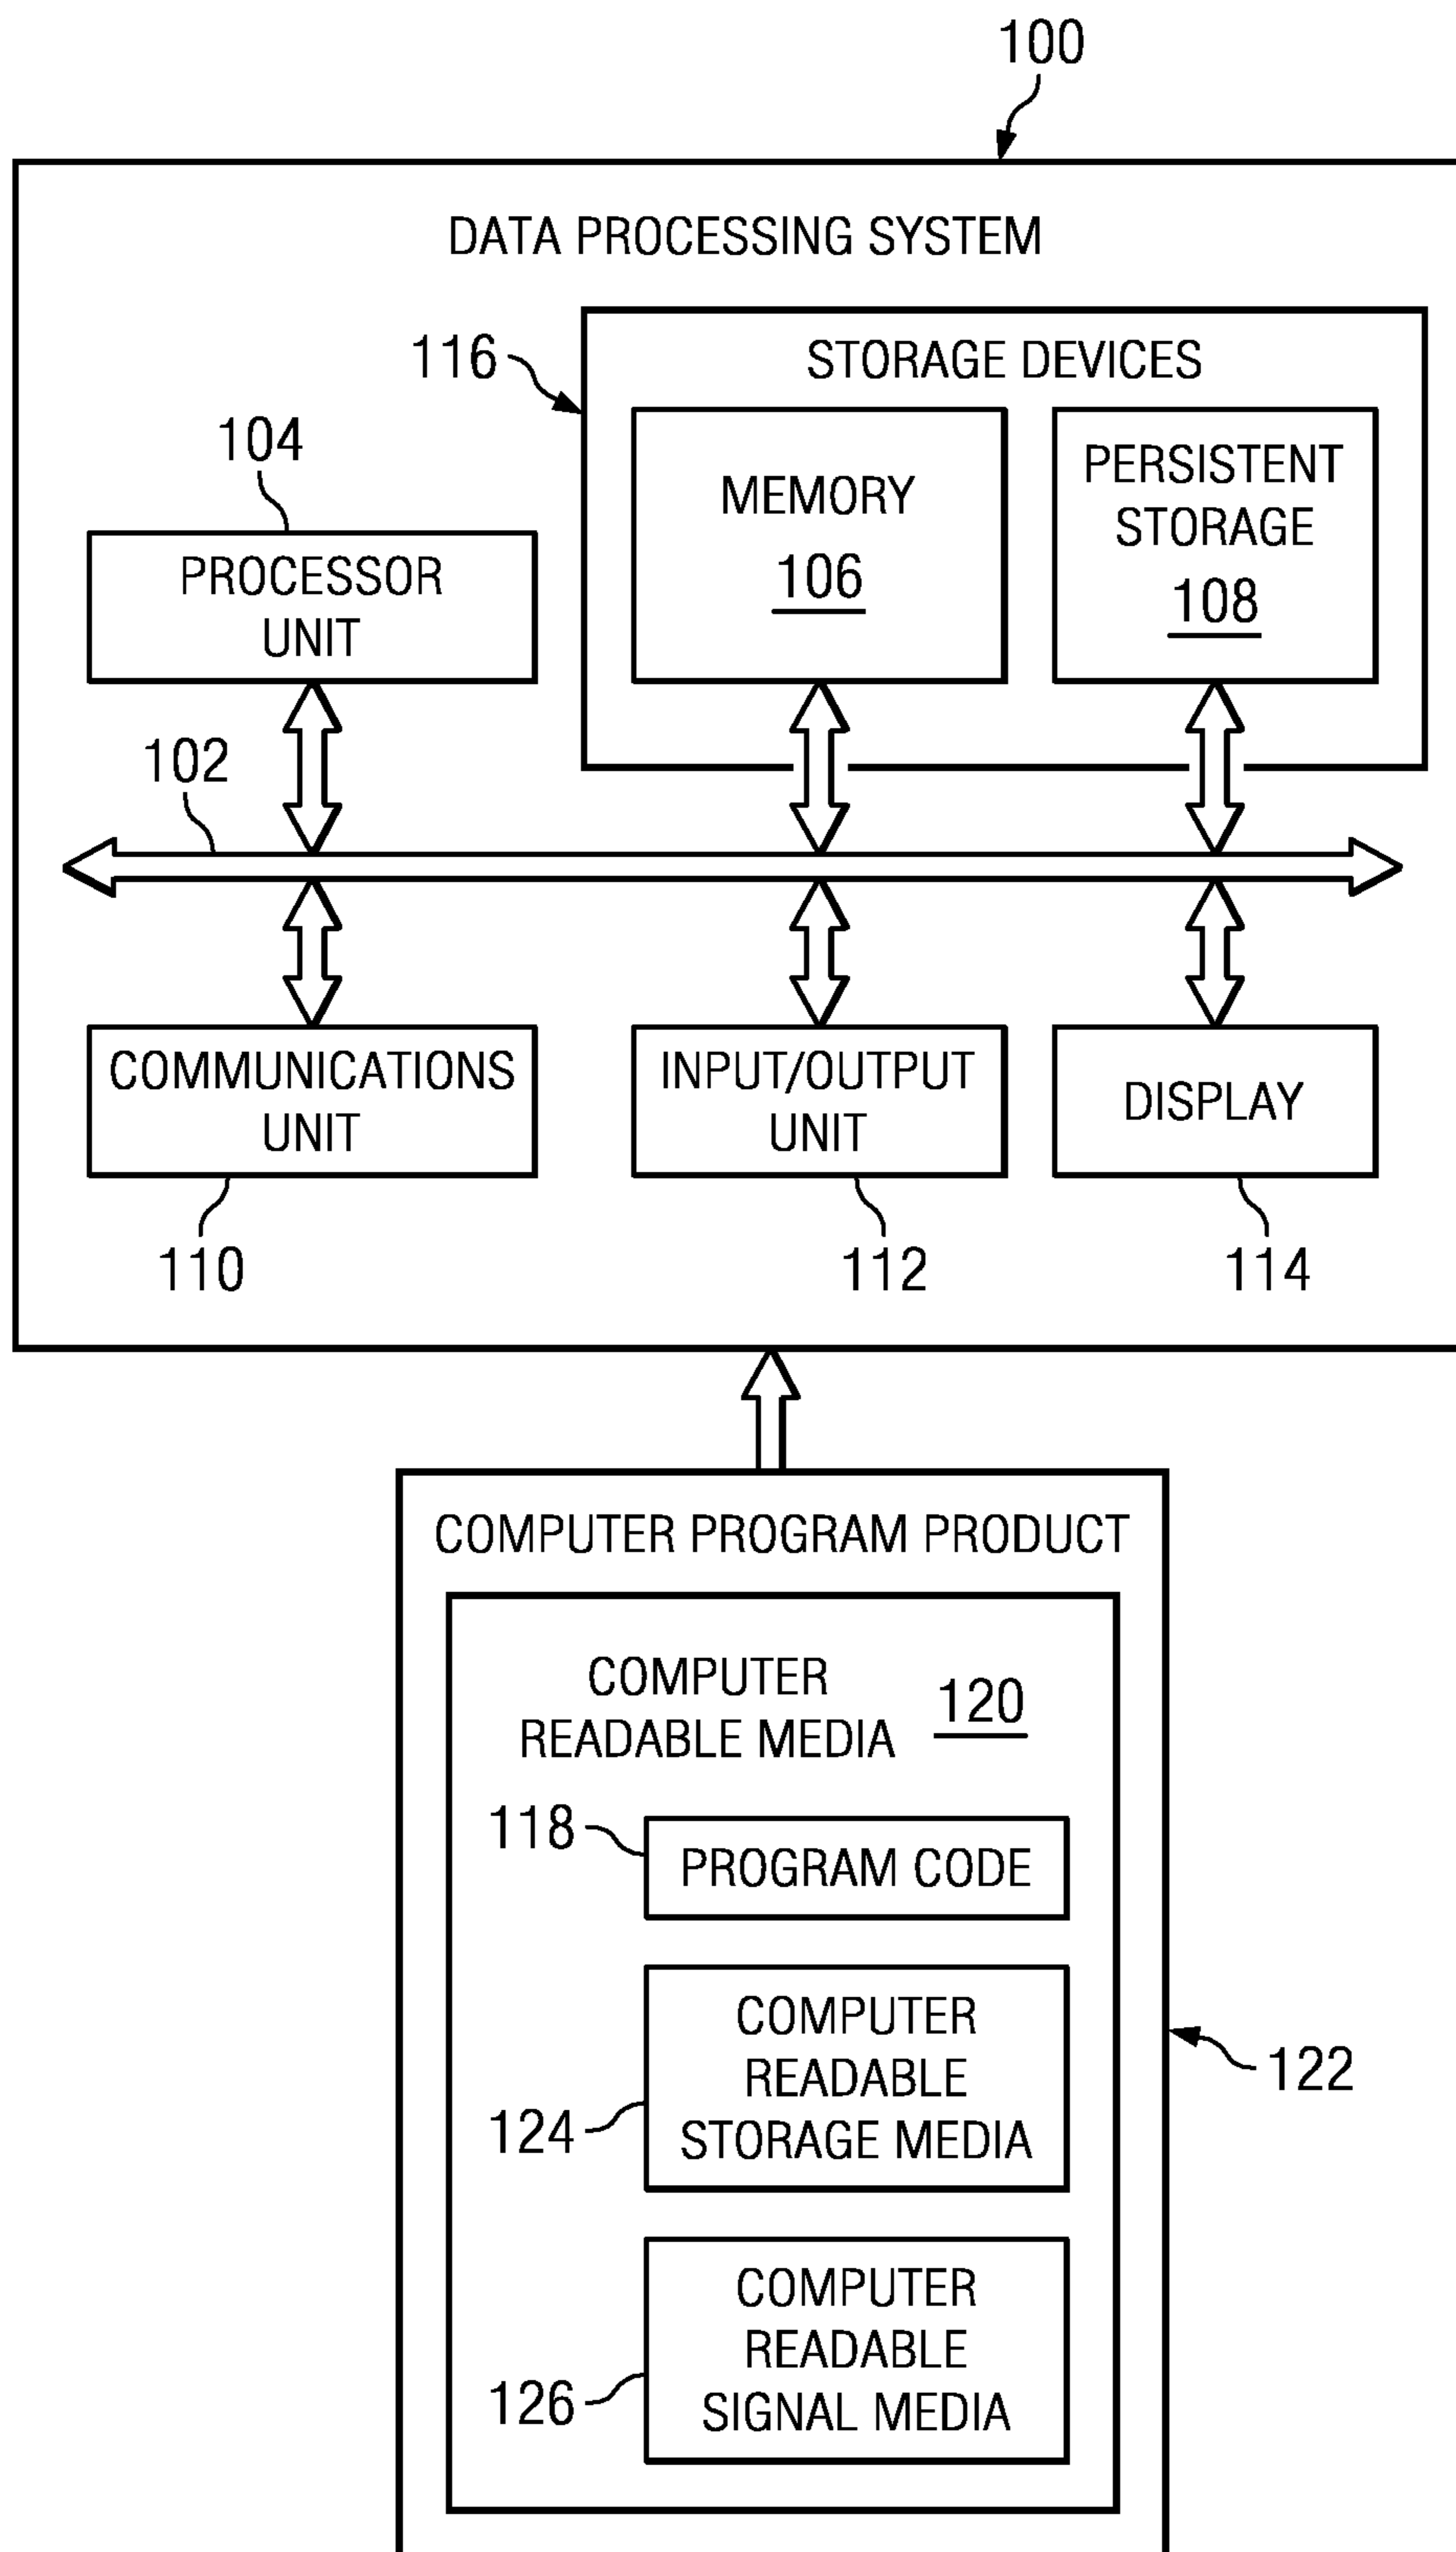 100
DATA PROCESSING SYSTEM
116
STORAGE DEVICES
104
MEMORY
106
PERSISTENT
STORAGE
108
PROCESSOR
UNIT
102
COMMUNICATIONS
UNIT
INPUT/OUTPUT
UNIT
DISPLAY
110
112
114
COMPUTER PROGRAM PRODUCT
COMPUTER
READABLE MEDIA
120
118
PROGRAM CODE
COMPUTER
READABLE
STORAGE MEDIA
124
122
COMPUTER
READABLE
SIGNAL MEDIA
126